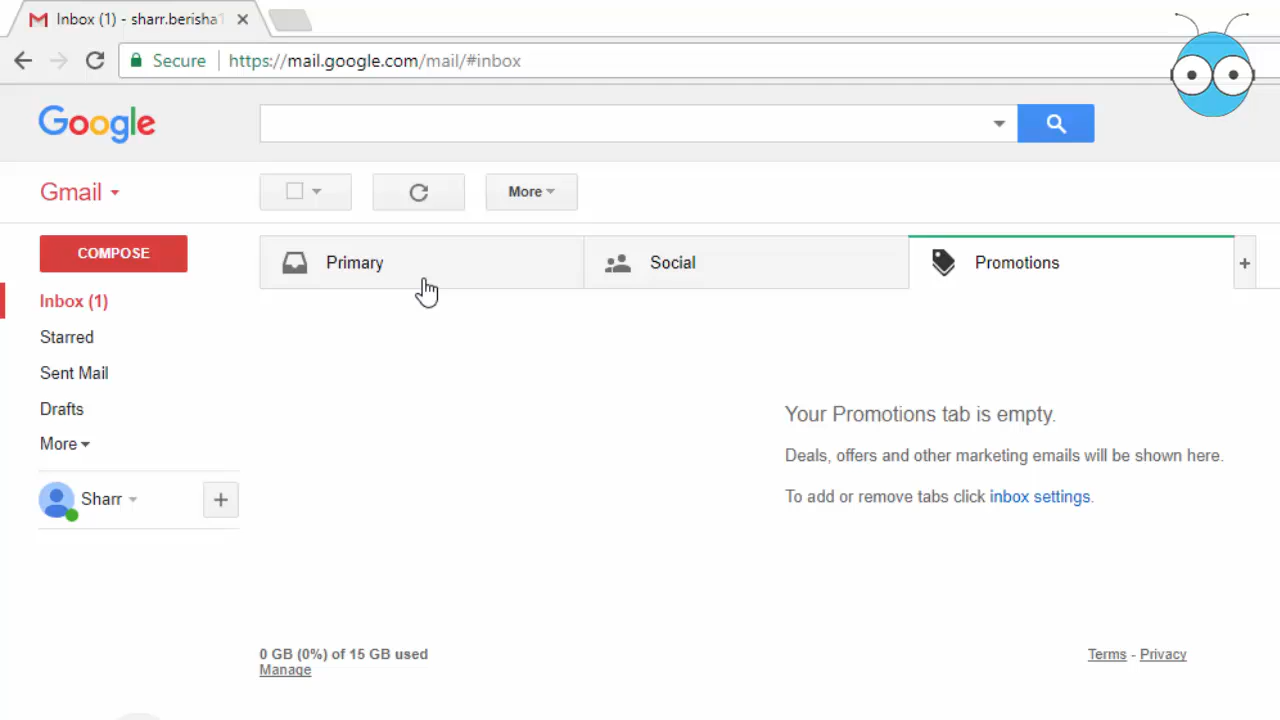 Inbox (1) - sharr.berisha1
Secure https://mail.google.com/mail/#inbox
Google
Gmail
More
COMPOSE
Primary
Social
Promotions
+
Inbox (1)
Starred
Sent Mail
Drafts
More
Sharr
+
Your Promotions tab is empty.
Deals, offers and other marketing emails will be shown here.
To add or remove tabs click inbox settings.
0 GB (0%) of 15 GB used
Manage
Terms - Privacy